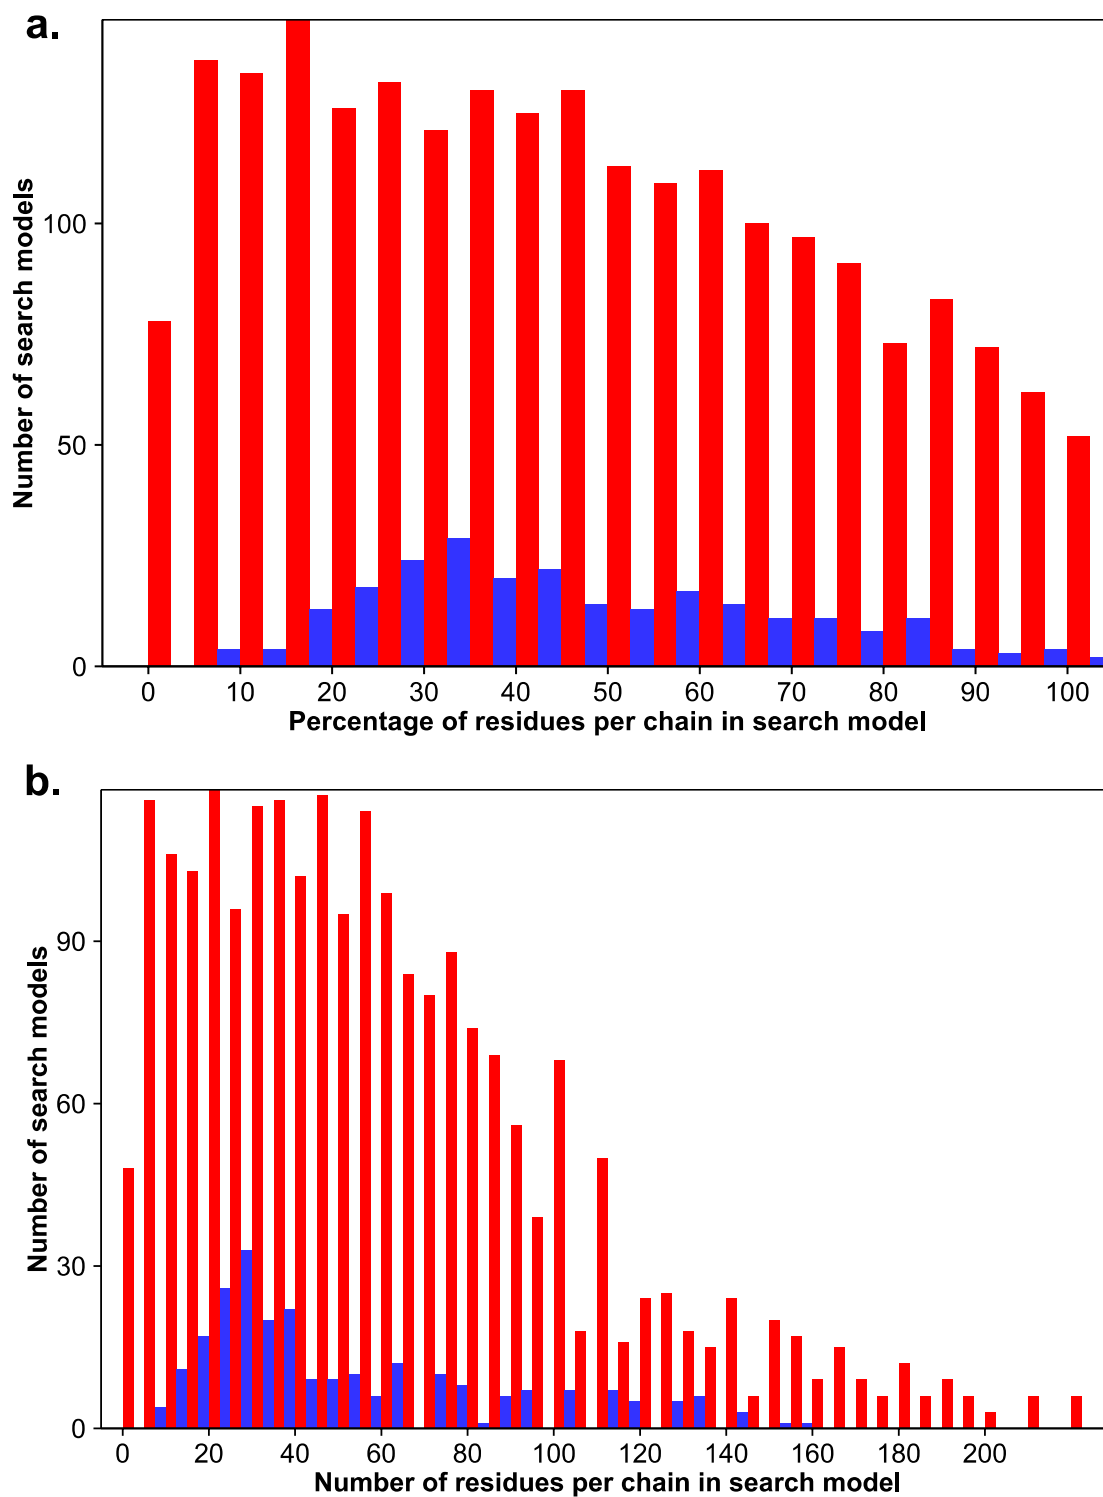 a.
Number of search models
100
50
0
0 10 20 30 40 50 60 70 80 90 100
Percentage of residues per chain in search model
b.
Number of search models
90
60
30
0
0 20 40 60 80 100 120 140 160 180 200
Number of residues per chain in search model